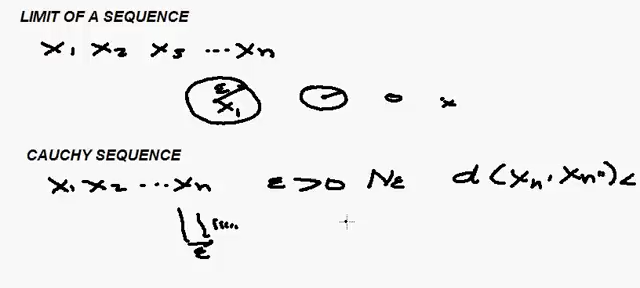 LIMIT OF A SEQUENCE
x₁ x₂ x₃ ... xₙ
ε
x₁
x
CAUCHY SEQUENCE
x₁ x₂ ... xₙ ε > 0 Nε d(xₙ', xₙ'') <
ε